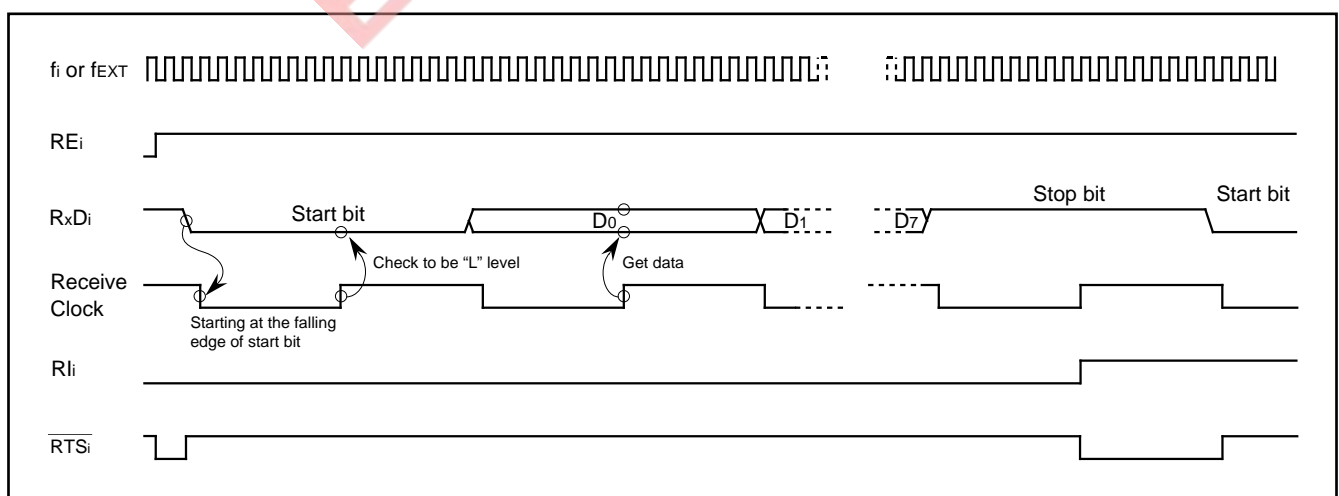 fi or fEXT
REi
RxDi
Start bit
D0
D1
D7
Stop bit
Start bit
Check to be “L” level
Get data
Receive
Clock
Starting at the falling
edge of start bit
RIi
RTSi